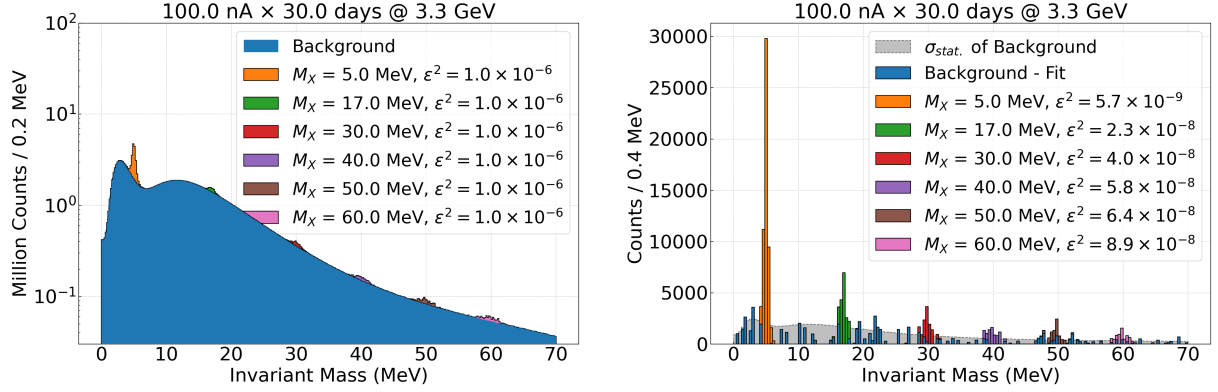 100.0 nA × 30.0 days @ 3.3 GeV
Million Counts / 0.2 MeV
10²
10¹
10⁰
10⁻¹
Background
M_X = 5.0 MeV, ε² = 1.0 × 10⁻⁶
M_X = 17.0 MeV, ε² = 1.0 × 10⁻⁶
M_X = 30.0 MeV, ε² = 1.0 × 10⁻⁶
M_X = 40.0 MeV, ε² = 1.0 × 10⁻⁶
M_X = 50.0 MeV, ε² = 1.0 × 10⁻⁶
M_X = 60.0 MeV, ε² = 1.0 × 10⁻⁶
0 10 20 30 40 50 60 70
Invariant Mass (MeV)
100.0 nA × 30.0 days @ 3.3 GeV
Counts / 0.4 MeV
30000
25000
20000
15000
10000
5000
0
σ_stat. of Background
Background - Fit
M_X = 5.0 MeV, ε² = 5.7 × 10⁻⁹
M_X = 17.0 MeV, ε² = 2.3 × 10⁻⁸
M_X = 30.0 MeV, ε² = 4.0 × 10⁻⁸
M_X = 40.0 MeV, ε² = 5.8 × 10⁻⁸
M_X = 50.0 MeV, ε² = 6.4 × 10⁻⁸
M_X = 60.0 MeV, ε² = 8.9 × 10⁻⁸
0 10 20 30 40 50 60 70
Invariant Mass (MeV)